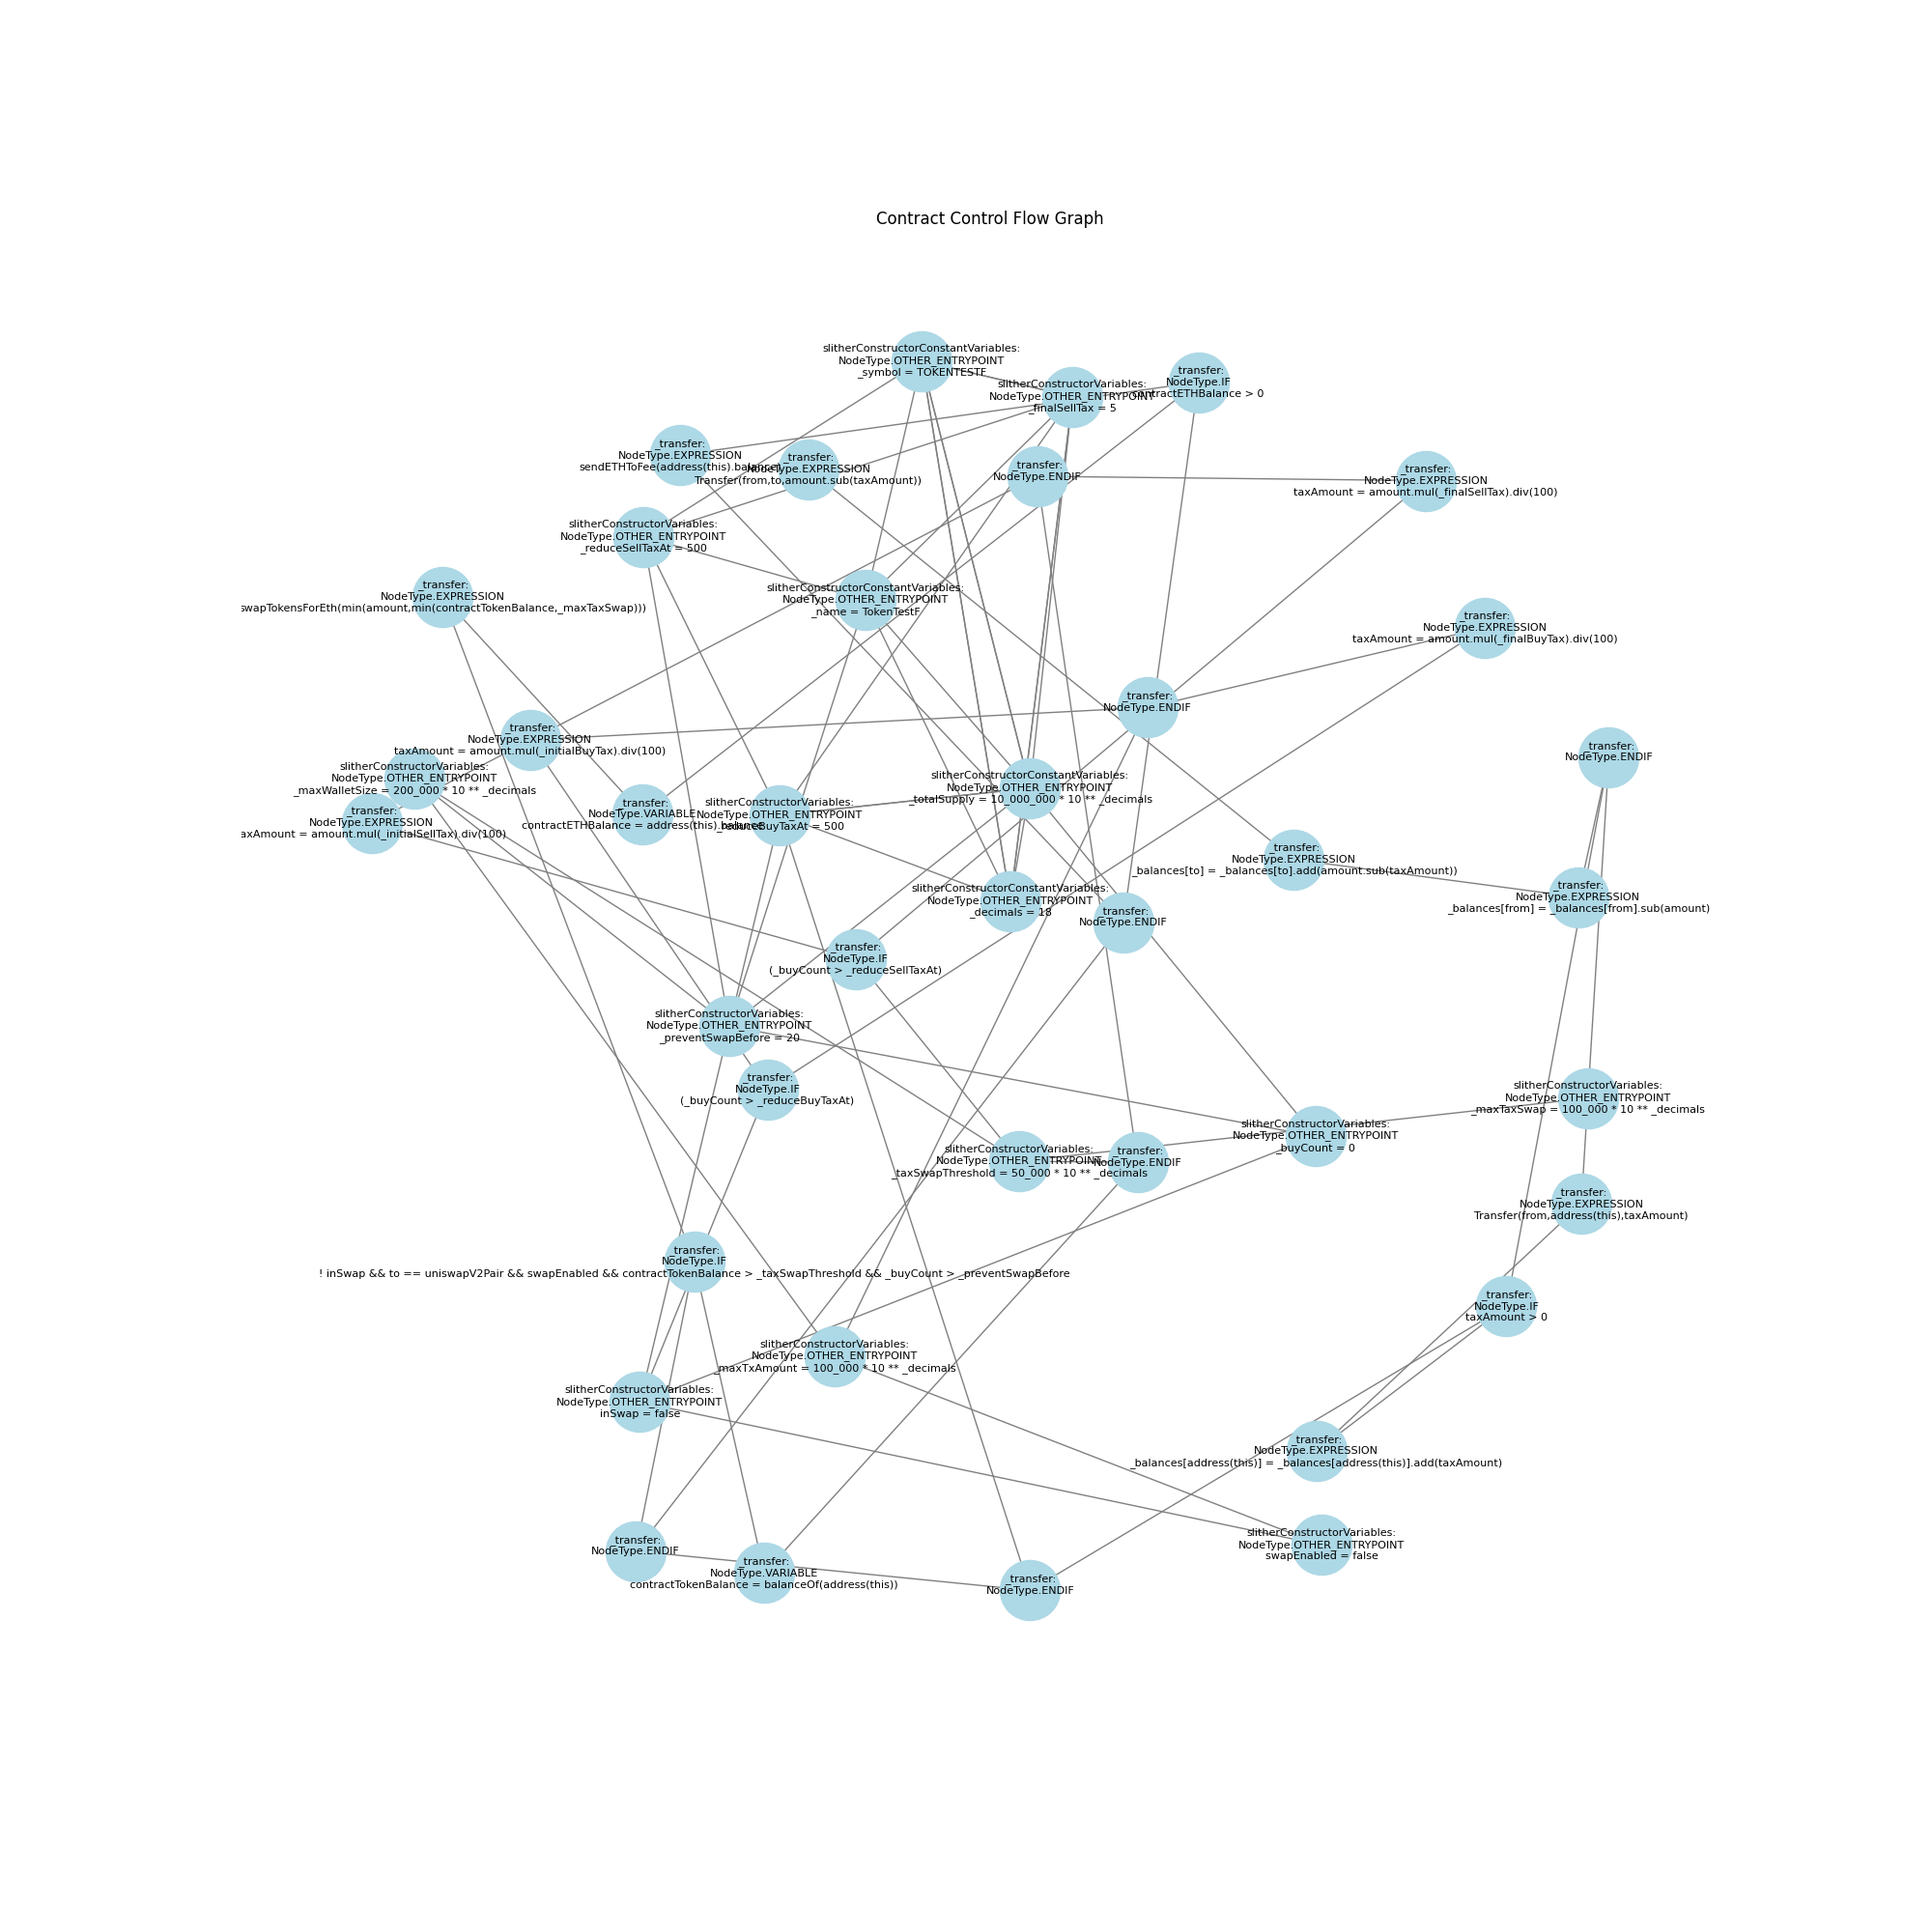 Contract Control Flow Graph
slitherConstructorConstantVariables:
NodeType.OTHER_ENTRYPOINT
_symbol = TOKENTESTF
slitherConstructorVariables:
NodeType.OTHER_ENTRYPOINT
_finalSellTax = 5
_transfer:
NodeType.IF
contractETHBalance > 0
_transfer:
NodeType.EXPRESSION
sendETHToFee(address(this).balance)
_transfer:
NodeType.EXPRESSION
Transfer(from,to,amount.sub(taxAmount))
_transfer:
NodeType.ENDIF
_transfer:
NodeType.EXPRESSION
taxAmount = amount.mul(_finalSellTax).div(100)
slitherConstructorVariables:
NodeType.OTHER_ENTRYPOINT
_reduceSellTaxAt = 500
_transfer:
NodeType.EXPRESSION
swapTokensForEth(min(amount,min(contractTokenBalance,_maxTaxSwap)))
slitherConstructorConstantVariables:
NodeType.OTHER_ENTRYPOINT
_name = TokenTestF
_transfer:
NodeType.EXPRESSION
taxAmount = amount.mul(_finalBuyTax).div(100)
_transfer:
NodeType.ENDIF
_transfer:
NodeType.EXPRESSION
taxAmount = amount.mul(_initialBuyTax).div(100)
_transfer:
NodeType.ENDIF
slitherConstructorVariables:
NodeType.OTHER_ENTRYPOINT
_maxWalletSize = 200_000 * 10 ** _decimals
slitherConstructorConstantVariables:
NodeType.OTHER_ENTRYPOINT
_totalSupply = 10_000_000 * 10 ** _decimals
_transfer:
NodeType.EXPRESSION
axAmount = amount.mul(_initialSellTax).div(100)
_transfer:
NodeType.VARIABLE
contractETHBalance = address(this).balance
slitherConstructorVariables:
NodeType.OTHER_ENTRYPOINT
_reduceBuyTaxAt = 500
_transfer:
NodeType.EXPRESSION
_balances[to] = _balances[to].add(amount.sub(taxAmount))
_transfer:
NodeType.EXPRESSION
_balances[from] = _balances[from].sub(amount)
slitherConstructorConstantVariables:
NodeType.OTHER_ENTRYPOINT
_decimals = 18
_transfer:
NodeType.ENDIF
_transfer:
NodeType.IF
(_buyCount > _reduceSellTaxAt)
slitherConstructorVariables:
NodeType.OTHER_ENTRYPOINT
_preventSwapBefore = 20
_transfer:
NodeType.IF
(_buyCount > _reduceBuyTaxAt)
slitherConstructorVariables:
NodeType.OTHER_ENTRYPOINT
_maxTaxSwap = 100_000 * 10 ** _decimals
slitherConstructorVariables:
NodeType.OTHER_ENTRYPOINT
_buyCount = 0
slitherConstructorVariables:
NodeType.OTHER_ENTRYPOINT
_taxSwapThreshold = 50_000 * 10 ** _decimals
_transfer:
NodeType.ENDIF
_transfer:
NodeType.EXPRESSION
Transfer(from,address(this),taxAmount)
_transfer:
NodeType.IF
! inSwap && to == uniswapV2Pair && swapEnabled && contractTokenBalance > _taxSwapThreshold && _buyCount > _preventSwapBefore
_transfer:
NodeType.IF
taxAmount > 0
slitherConstructorVariables:
NodeType.OTHER_ENTRYPOINT
_maxTxAmount = 100_000 * 10 ** _decimals
slitherConstructorVariables:
NodeType.OTHER_ENTRYPOINT
inSwap = false
_transfer:
NodeType.EXPRESSION
_balances[address(this)] = _balances[address(this)].add(taxAmount)
slitherConstructorVariables:
NodeType.OTHER_ENTRYPOINT
swapEnabled = false
_transfer:
NodeType.ENDIF
_transfer:
NodeType.VARIABLE
contractTokenBalance = balanceOf(address(this))
_transfer:
NodeType.ENDIF